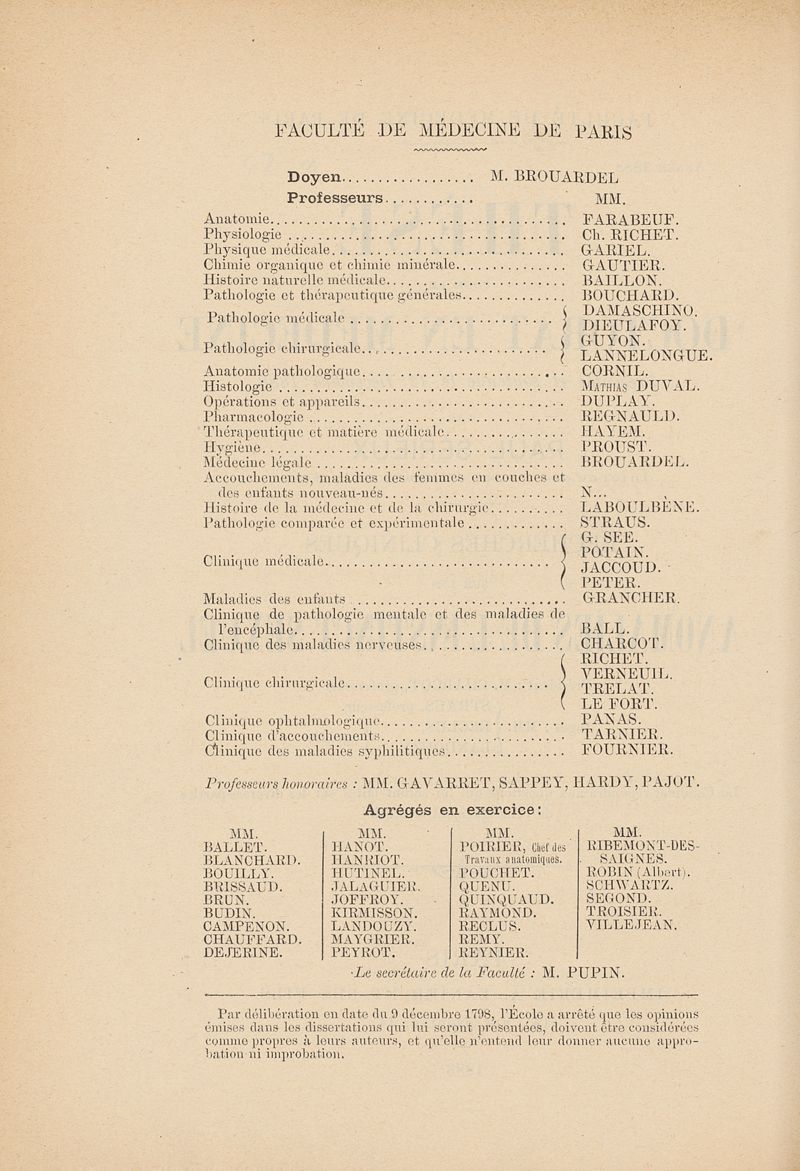 FACULTÉ DE MÉDECINE DE PARIS
Doyen.................. M. BROUARDEL
Professeurs............ MM.
Anatomie........................................ FARABEUF.
Physiologie ...................................... Ch. RICHET.
Physique médicale................................ GARIEL.
Chimie organique et chimie minérale............... GAUTIER.
Histoire naturelle médicale......................... BAILLON.
Pathologie et thérapeutique générales.............. BOUCHARD.
Pathologie médicale ............................ { DAMASCHINO.
DIEULAFOY.
Pathologie chirurgicale.......................... { GUYON.
LANNELONGUE.
Anatomie pathologique............................ CORNIL.
Histologie ....................................... MATHIAS DUVAL.
Opérations et appareils............................ DUPLAY.
Pharmacologie ................................... REGNAULD.
Thérapeutique et matière médicale................. HAYEM.
Hygiène.......................................... PROUST.
Médecine légale .................................. BROUARDEL.
Accouchements, maladies des femmes en couches et
des enfants nouveau-nés......................... N...
Histoire de la médecine et de la chirurgie.......... LABOULBÈNE.
Pathologie comparée et expérimentale ............. STRAUS.
Clinique médicale............................... { G. SEE.
POTAIN.
JACCOUD.
PETER.
Maladies des enfants ............................. GRANCHER.
Clinique de pathologie mentale et des maladies de
l'encéphale...................................... BALL.
Clinique des maladies nerveuses................... CHARCOT.
Clinique chirurgicale............................ { RICHET.
VERNEUIL.
TRELAT.
LE FORT.
Clinique ophtalmologique.......................... PANAS.
Clinique d'accouchements.......................... TARNIER.
Clinique des maladies syphilitiques................ FOURNIER.
Professeurs honoraires : MM. GAVARRET, SAPPEY, HARDY, PAJOT.
Agrégés en exercice:
MM.
BALLET.
BLANCHARD.
BOUILLY.
BRISSAUD.
BRUN.
BUDIN.
CAMPENON.
CHAUFFARD.
DEJERINE.
MM.
HANOT.
HANRIOT.
HUTINEL.
JALAGUIER.
JOFFROY.
KIRMISSON.
LANDOUZY.
MAYGRIER.
PEYROT.
MM.
POIRIER, Chef des
Travaux anatomiques.
POUCHET.
QUENU.
QUINQUAUD.
RAYMOND.
RECLUS.
REMY.
REYNIER.
MM.
RIBEMONT-DES-
SAIGNES.
ROBIN (Albert).
SCHWARTZ.
SEGOND.
TROISIER.
VILLEJEAN.
Le secrétaire de la Faculté : M. PUPIN.
Par délibération en date du 9 décembre 1798, l'École a arrêté que les opinions
émises dans les dissertations qui lui seront présentées, doivent être considérées
comme propres à leurs auteurs, et qu'elle n'entend leur donner aucune appro-
bation ni improbation.